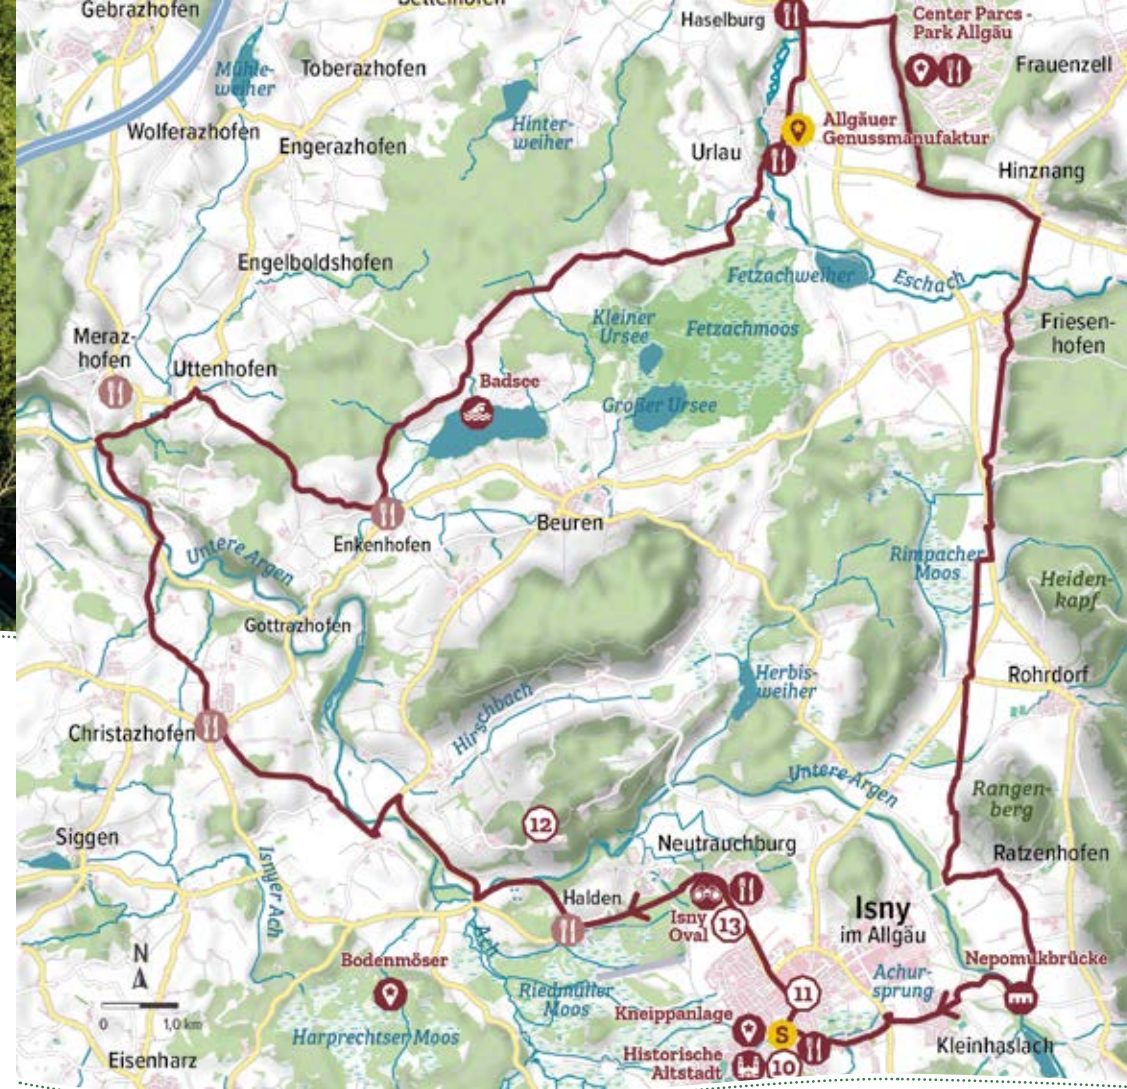 Gebrazhofen
Haselburg
Center Parcs -
Park Allgäu
Mühle-
weiher
Toberazhofen
Frauenzell
Wolferazhofen
Hinter-
weiher
Engerazhofen
Allgäuer
Genussmanufaktur
Urlau
Hinznang
Engelboldshofen
Fetzachweiher
Eschach
Kleiner
Ursee
Fetzachmoos
Friesen-
hofen
Meraz-
hofen
Uttenhofen
Badsee
Großer Ursee
Beuren
Enkenhofen
Untere Argen
Rimpacher
Moos
Heiden-
kopf
Gottrazhofen
Herbis-
weiher
Rohrdorf
Hirschbach
Christazhofen
Untere Argen
Rangen-
berg
12
Siggen
Neutrauchburg
Ratzenhofen
Isnyer Ach
Halden
Isny
Oval
13
Isny
im Allgäu
Ach
N
Bodenmöser
Nepomukbrücke
Achur-
sprung
Riedmüller
Moos
11
0 1,0 km
Kneippanlage
S
Harprechtser Moos
Kleinhaslach
Eisenharz
Historische
Altstadt
10